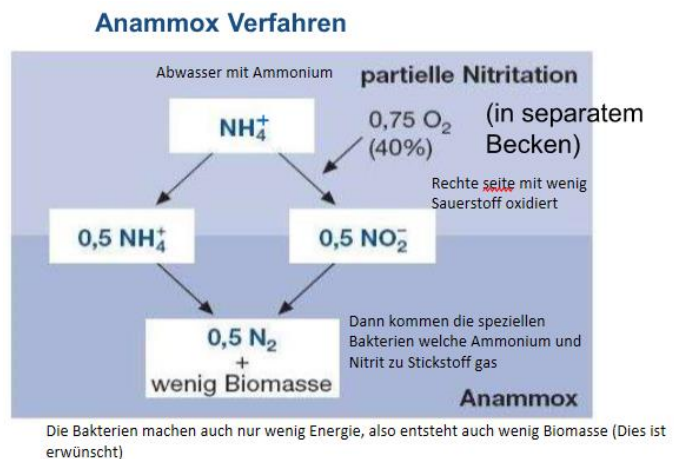 Anammox Verfahren
Abwasser mit Ammonium
partielle Nitritation
NH₄⁺
0,75 O₂
(40%)
(in separatem
Becken)
Rechte seite mit wenig
Sauerstoff oxidiert
0,5 NH₄⁺
0,5 NO₂⁻
0,5 N₂
+
wenig Biomasse
Dann kommen die speziellen
Bakterien welche Ammonium und
Nitrit zu Stickstoff gas
Anammox
Die Bakterien machen auch nur wenig Energie, also entsteht auch wenig Biomasse (Dies ist
erwünscht)